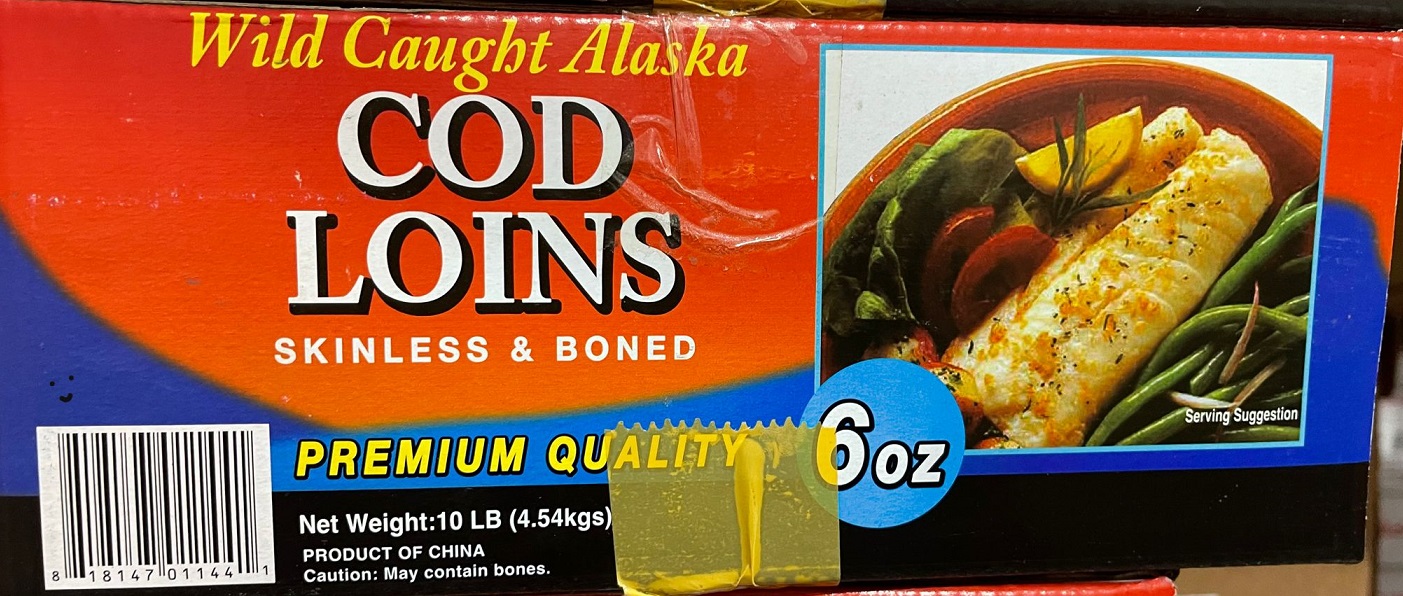 Wild Caught Alaska
COD
LOINS
SKINLESS & BONED
PREMIUM QUALITY
6oz
Serving Suggestion
Net Weight:10 LB (4.54kgs)
PRODUCT OF CHINA
Caution: May contain bones.
8 18147 01144 1